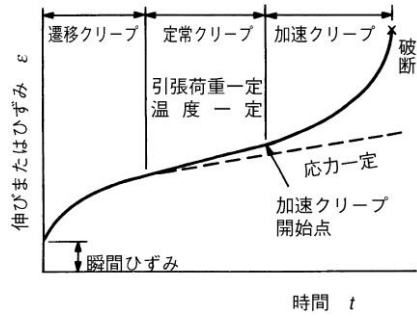 遷移クリープ
定常クリープ
加速クリープ
破断
引張荷重一定
温度一定
伸びまたはひずみ ε
応力一定
加速クリープ
開始点
瞬間ひずみ
時間 t